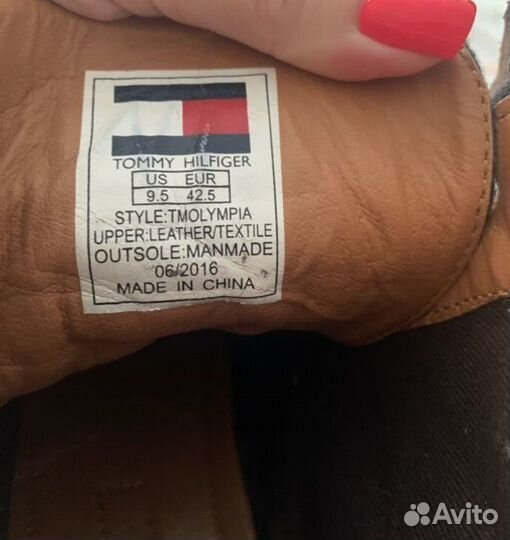 TOMMY HILFIGER
US EUR
9.5 42.5
STYLE:TMOLYMPIA
UPPER:LEATHER/TEXTILE
OUTSOLE:MANMADE
06/2016
MADE IN CHINA
Avito